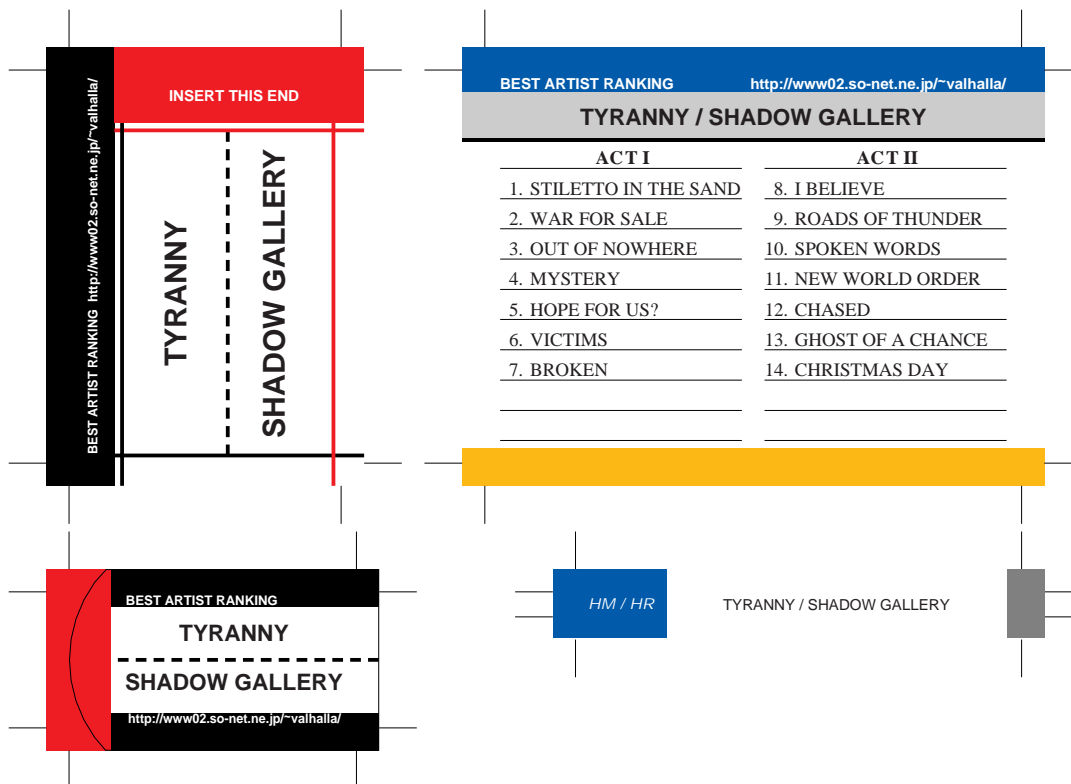 INSERT THIS END
BEST ARTIST RANKING http://www02.so-net.ne.jp/~valhalla/
TYRANNY
SHADOW GALLERY
BEST ARTIST RANKING http://www02.so-net.ne.jp/~valhalla/
TYRANNY / SHADOW GALLERY
ACT I
1. STILETTO IN THE SAND
2. WAR FOR SALE
3. OUT OF NOWHERE
4. MYSTERY
5. HOPE FOR US?
6. VICTIMS
7. BROKEN
ACT II
8. I BELIEVE
9. ROADS OF THUNDER
10. SPOKEN WORDS
11. NEW WORLD ORDER
12. CHASED
13. GHOST OF A CHANCE
14. CHRISTMAS DAY
BEST ARTIST RANKING
TYRANNY
SHADOW GALLERY
http://www02.so-net.ne.jp/~valhalla/
HM / HR
TYRANNY / SHADOW GALLERY